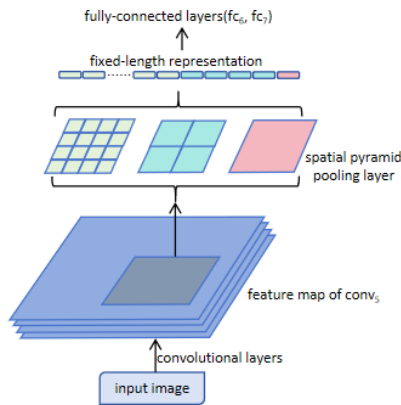 fully-connected layers(fc₆, fc₇)
fixed-length representation
spatial pyramid
pooling layer
feature map of conv₅
convolutional layers
input image